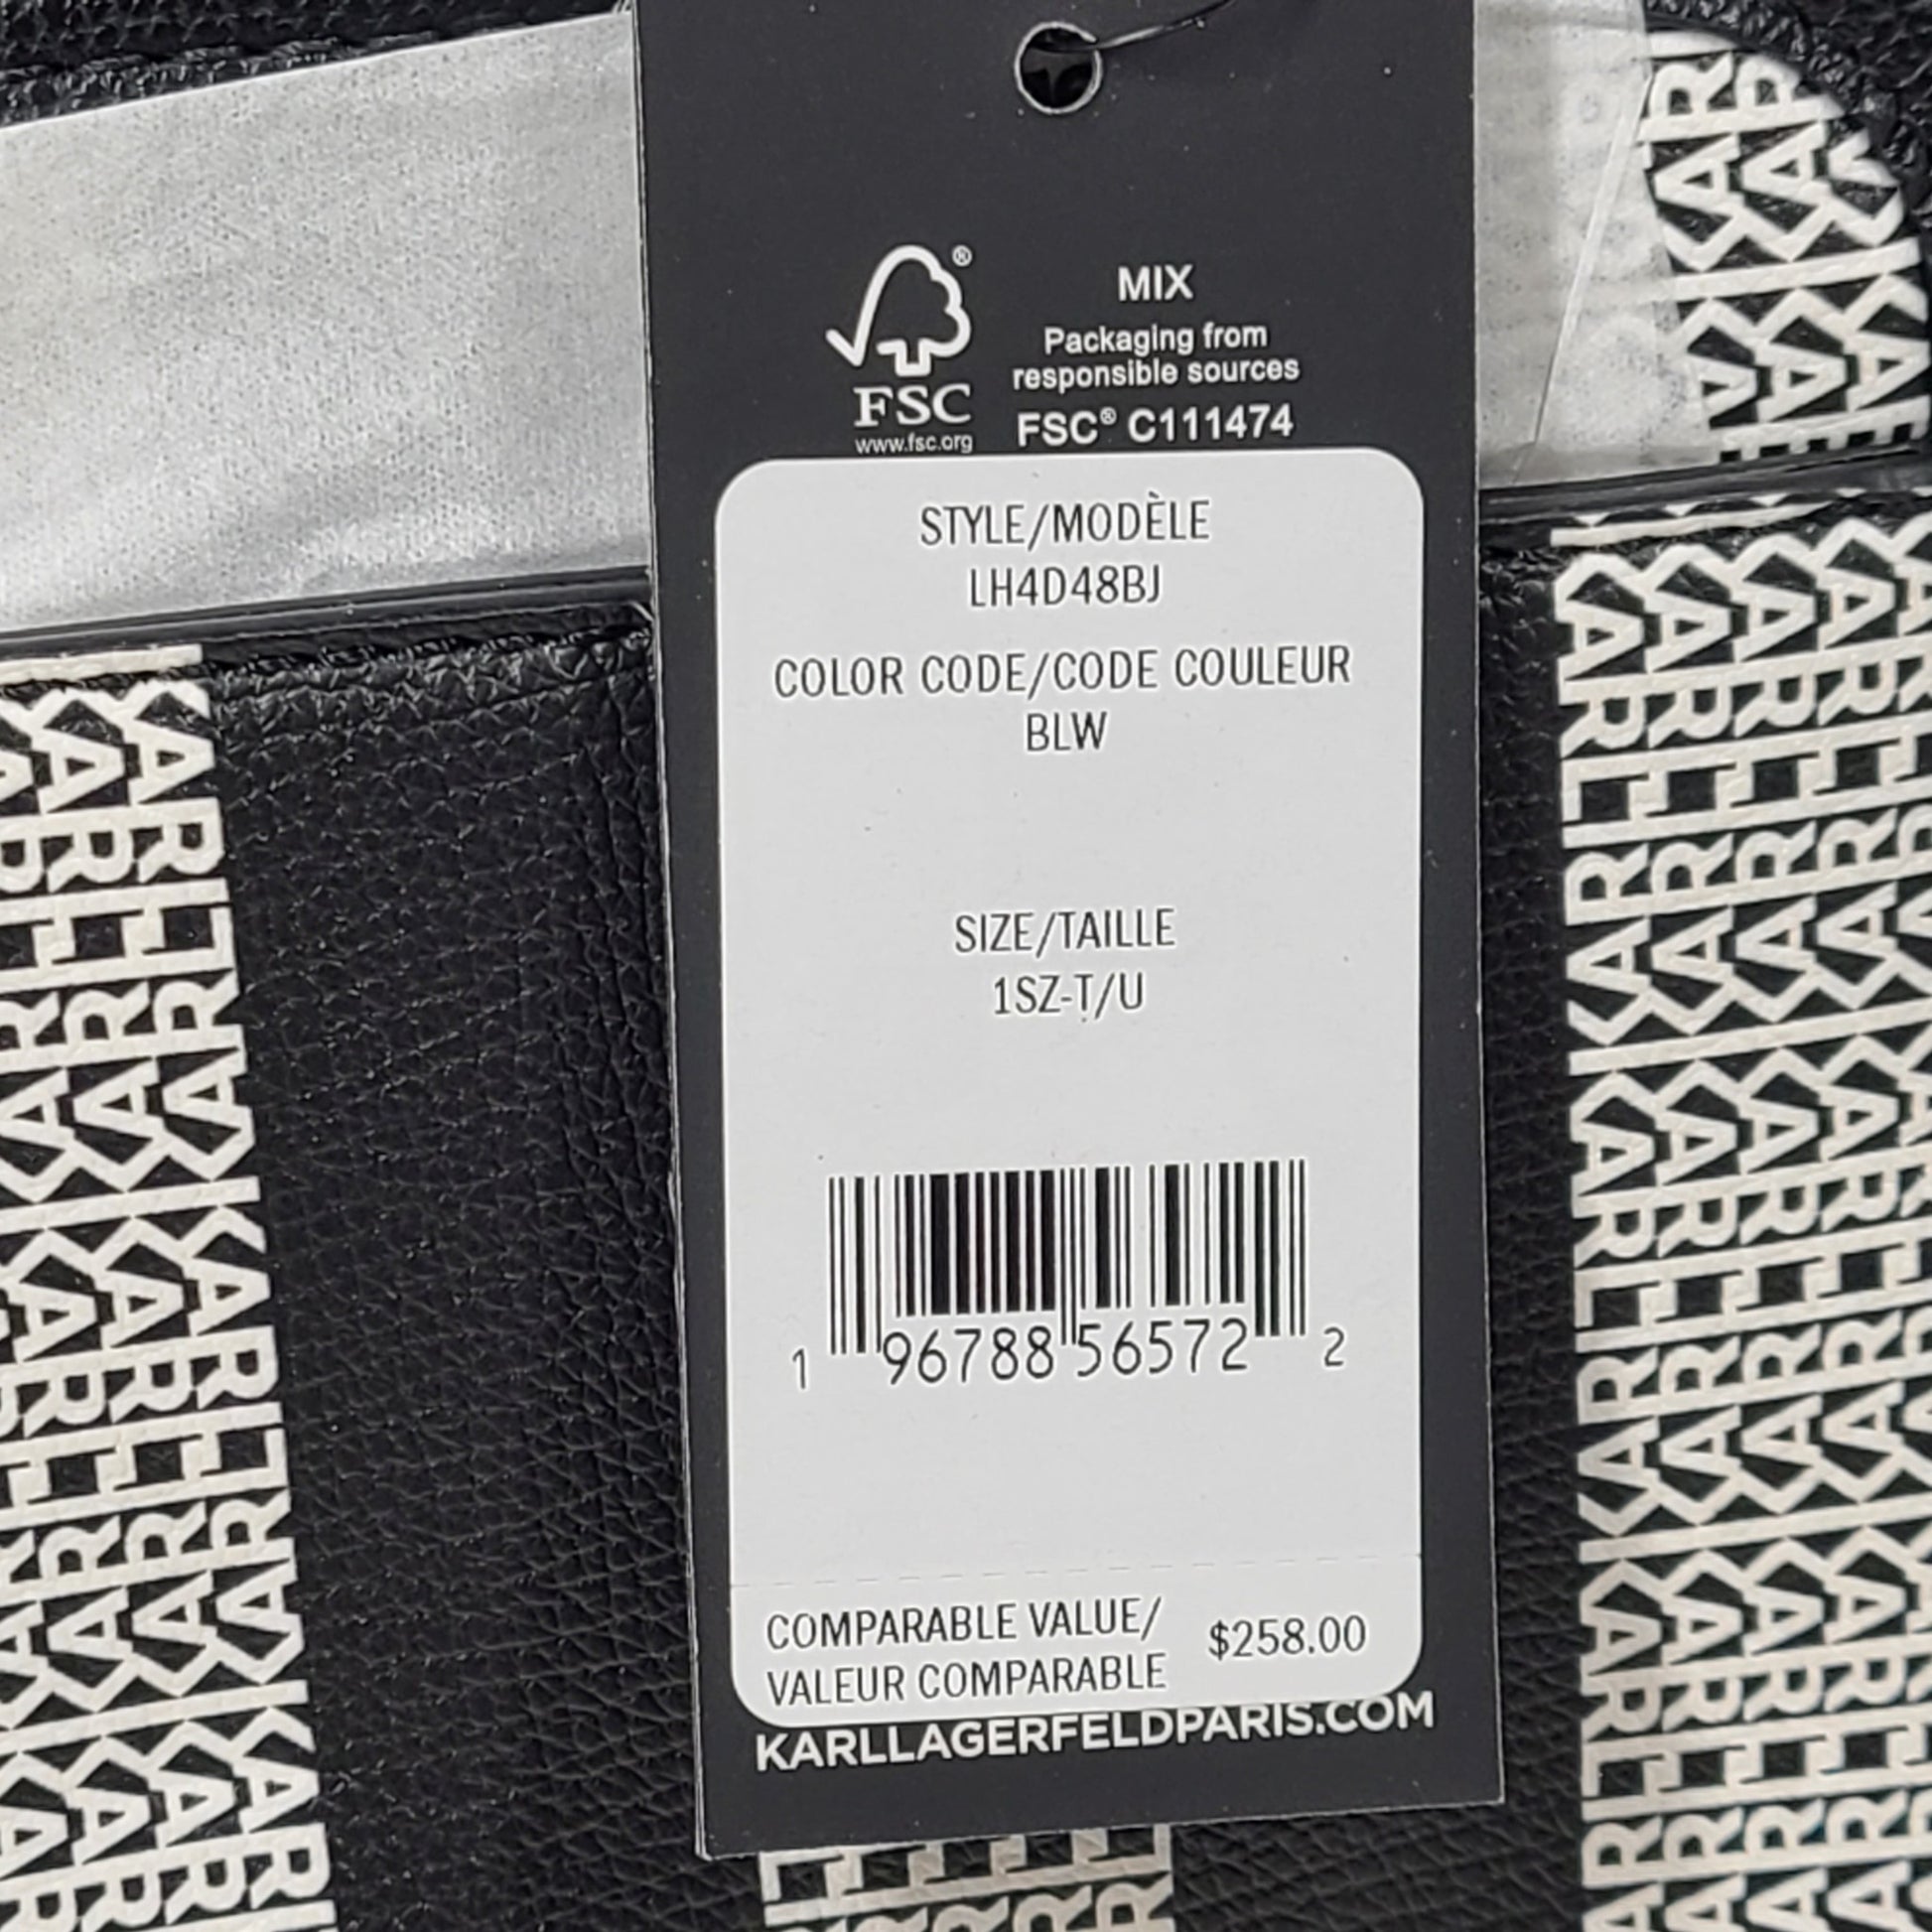 MIX
Packaging from
responsible sources
FSC® C111474
FSC®
www.fsc.org
STYLE/MODÈLE
LH4D48BJ
COLOR CODE/CODE COULEUR
BLW
SIZE/TAILLE
1SZ-T/U
1 96788 56572 2
COMPARABLE VALUE/
VALEUR COMPARABLE
$258.00
KARLLAGERFELDPARIS.COM
KARL